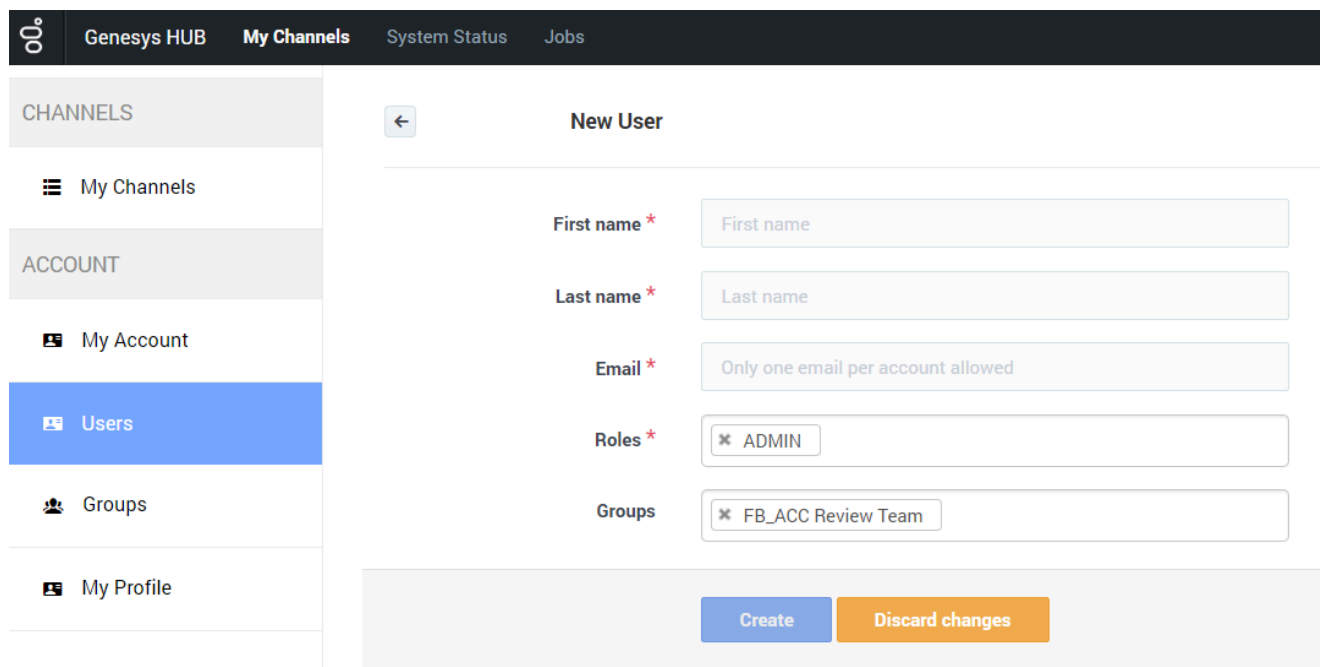 Genesys HUB My Channels System Status Jobs
CHANNELS
My Channels
ACCOUNT
My Account
Users
Groups
My Profile
New User
First name * First name
Last name * Last name
Email * Only one email per account allowed
Roles * ADMIN
Groups FB_ACC Review Team
Create Discard changes